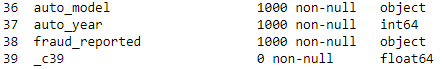 36 auto_model 1000 non-null object
37 auto_year 1000 non-null int64
38 fraud_reported 1000 non-null object
39 _c39 0 non-null float64